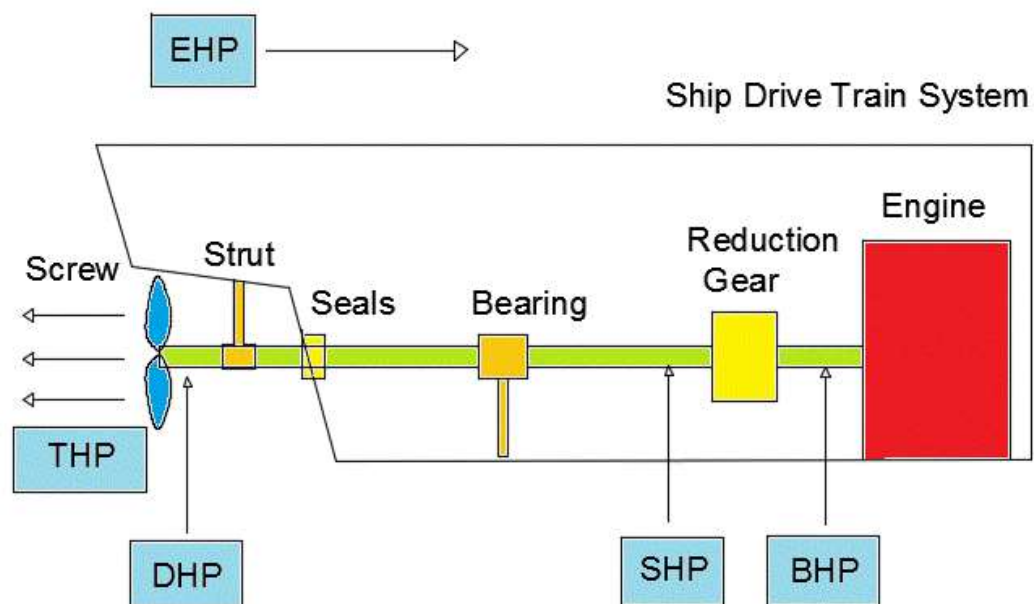 EHP
Ship Drive Train System
Engine
Reduction
Gear
Strut
Screw
Seals
Bearing
THP
DHP
SHP
BHP